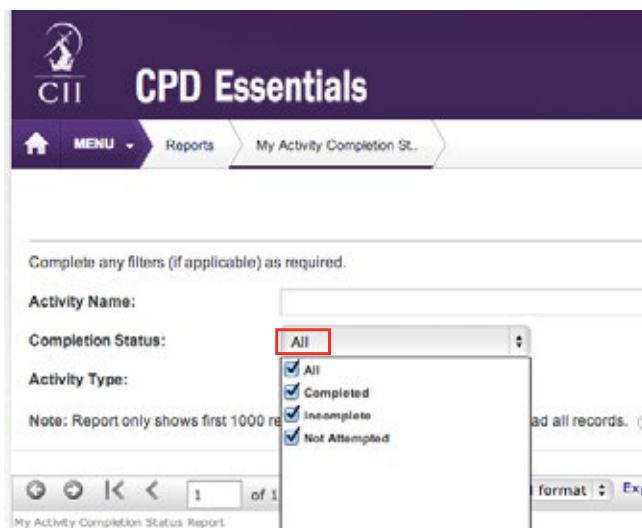 CII
CPD Essentials
MENU
Reports
My Activity Completion St..
Complete any filters (if applicable) as required.
Activity Name:
Completion Status:
All
Activity Type:
All
Completed
Incomplete
Not Attempted
Note: Report only shows first 1000 re
ad all records.
1 of 1
format
Exp
My Activity Completion Status Report